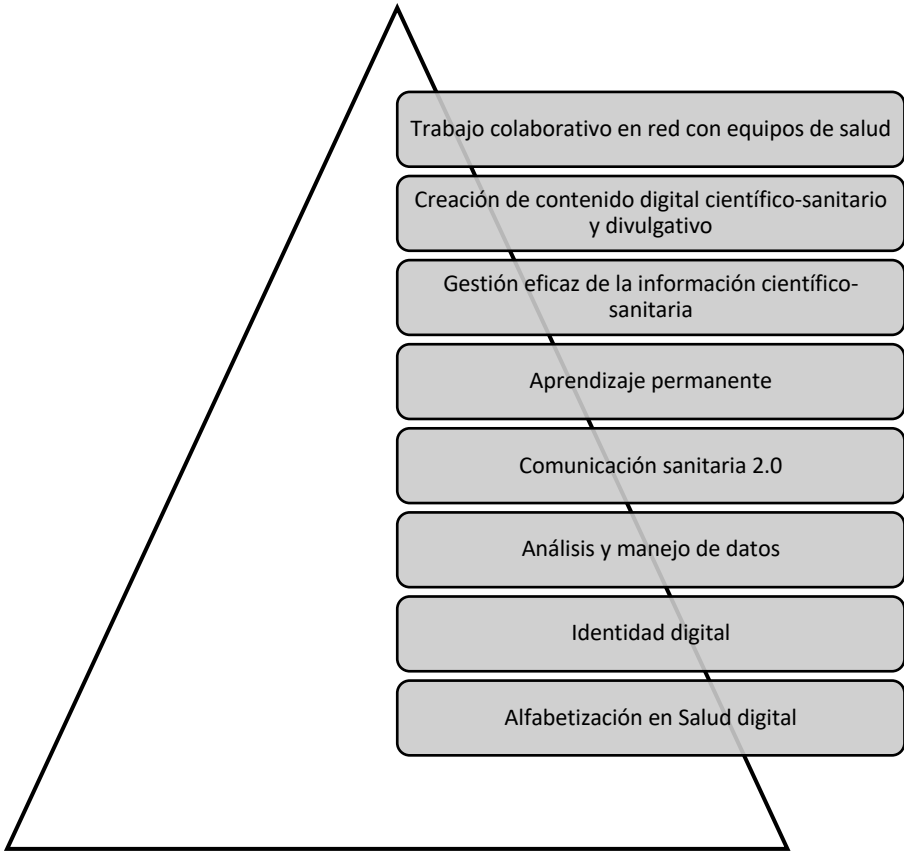 Trabajo colaborativo en red con equipos de salud
Creación de contenido digital científico-sanitario
y divulgativo
Gestión eficaz de la información científico-
sanitaria
Aprendizaje permanente
Comunicación sanitaria 2.0
Análisis y manejo de datos
Identidad digital
Alfabetización en Salud digital